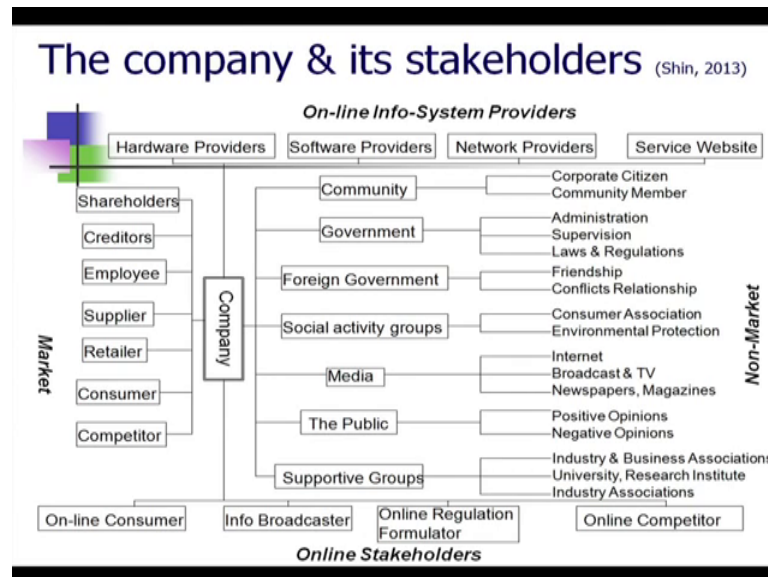 The company & its stakeholders (Shin, 2013)
On-line Info-System Providers
Hardware Providers
Software Providers
Network Providers
Service Website
Shareholders
Creditors
Employee
Supplier
Retailer
Consumer
Competitor
Market
Company
Community
Corporate Citizen
Community Member
Government
Administration
Supervision
Laws & Regulations
Foreign Government
Friendship
Conflicts Relationship
Social activity groups
Consumer Association
Environmental Protection
Media
Internet
Broadcast & TV
Newspapers, Magazines
The Public
Positive Opinions
Negative Opinions
Supportive Groups
Industry & Business Associations
University, Research Institute
Industry Associations
Non-Market
On-line Consumer
Info Broadcaster
Online Regulation
Formulator
Online Competitor
Online Stakeholders